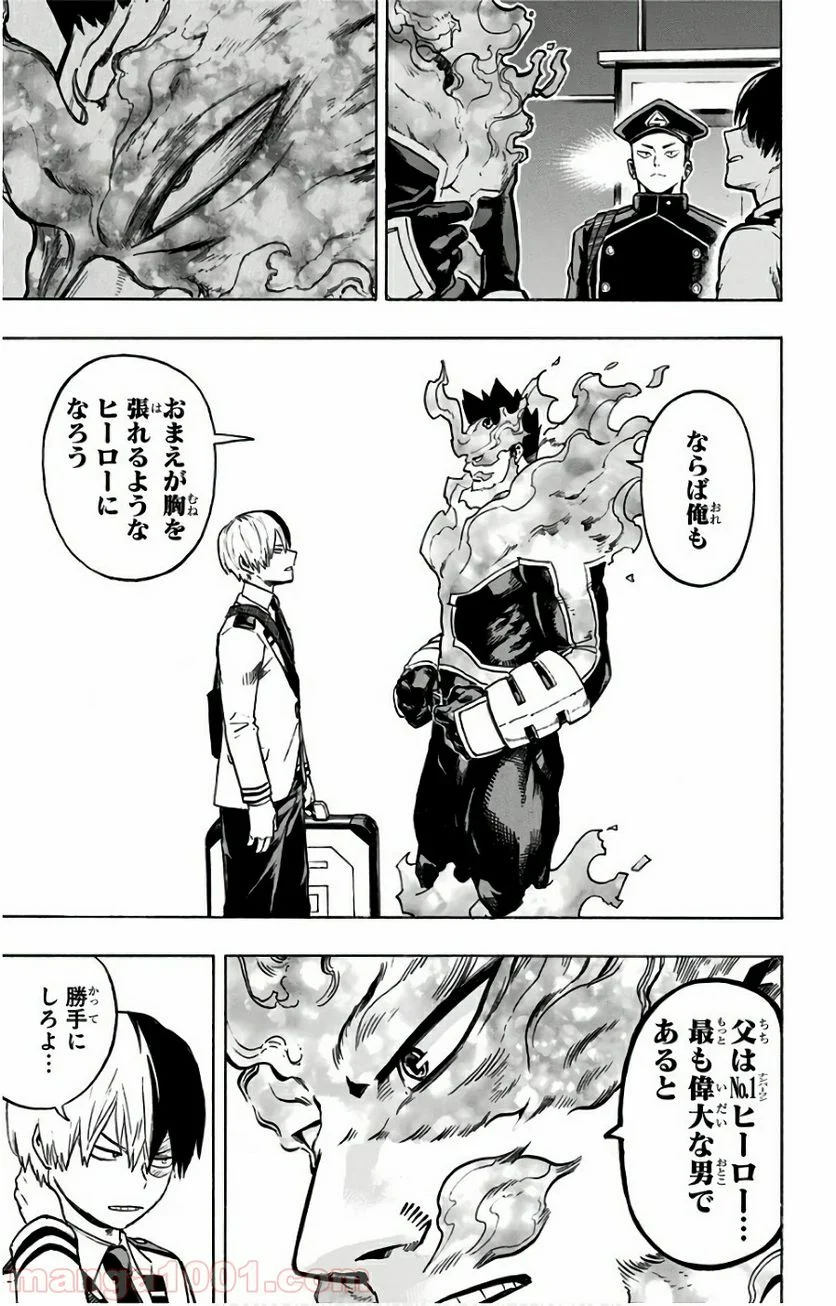 ならば俺も
おまえが胸を
張れるような
ヒーローに
なろう
父はNo.1ヒーロー…
最も偉大な男で
あると
勝手に
しろよ…
manga1001.com